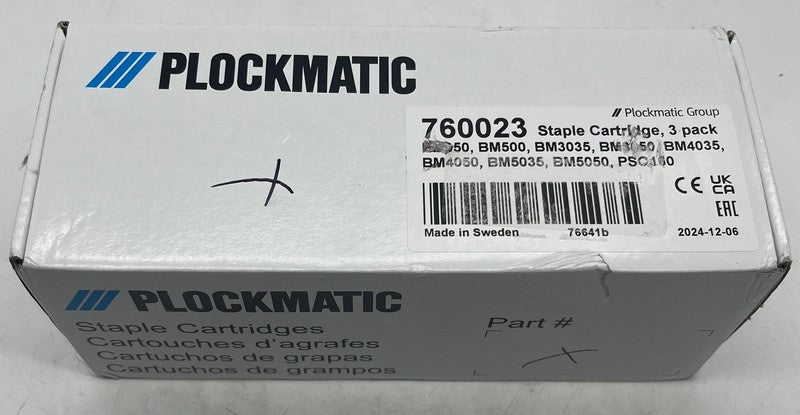 PLOCKMATIC
Plockmatic Group
760023 Staple Cartridge, 3 pack
BM500, BM3035, BM4035,
BM4050, BM5035, BM5050,
CE UK CA
EAC
Made in Sweden 76641b 2024-12-06
PLOCKMATIC
Staple Cartridges
Cartouches d'agrafes
Cartuchos de grapas
Cartuchos de grampos
Part #